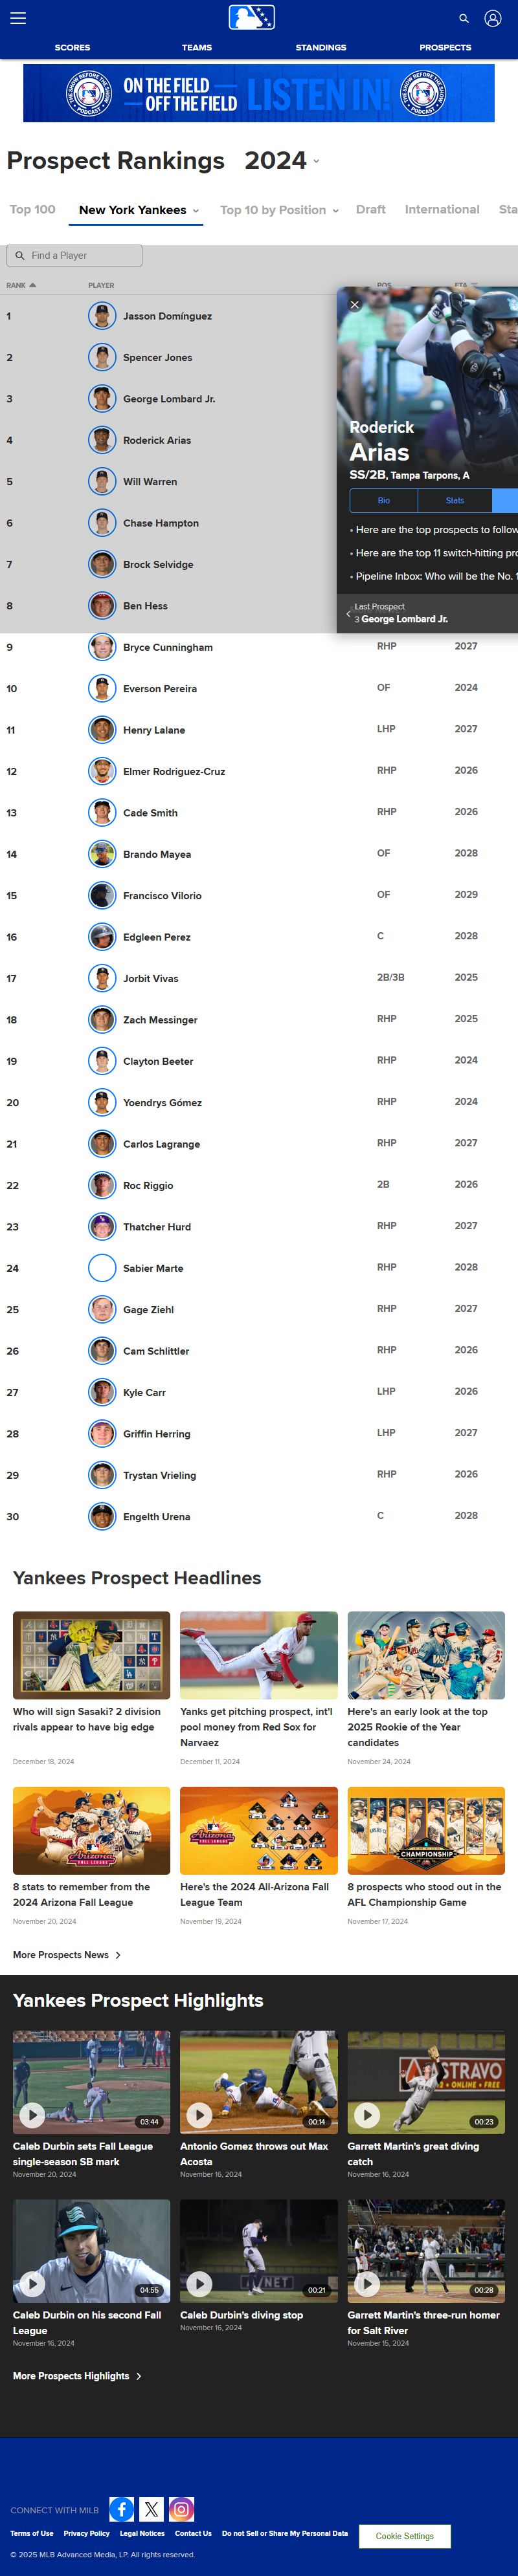 SCORES
TEAMS
STANDINGS
PROSPECTS
THE SHOW BEFORE THE SHOW PODCAST
ON THE FIELD
OFF THE FIELD
LISTEN IN!
THE SHOW BEFORE THE SHOW PODCAST
Prospect Rankings 2024
Top 100
New York Yankees
Top 10 by Position
Draft
International
Sta
Find a Player
RANK PLAYER POS ETA
1 Jasson Domínguez
2 Spencer Jones
3 George Lombard Jr.
4 Roderick Arias
5 Will Warren
6 Chase Hampton
7 Brock Selvidge
8 Ben Hess
Roderick
Arias
SS/2B, Tampa Tarpons, A
Bio
Stats
• Here are the top prospects to follow
• Here are the top 11 switch-hitting pro
• Pipeline Inbox: Who will be the No. 1
Last Prospect
3 George Lombard Jr.
9 Bryce Cunningham RHP 2027
10 Everson Pereira OF 2024
11 Henry Lalane LHP 2027
12 Elmer Rodriguez-Cruz RHP 2026
13 Cade Smith RHP 2026
14 Brando Mayea OF 2028
15 Francisco Vilorio OF 2029
16 Edgleen Perez C 2028
17 Jorbit Vivas 2B/3B 2025
18 Zach Messinger RHP 2025
19 Clayton Beeter RHP 2024
20 Yoendrys Gómez RHP 2024
21 Carlos Lagrange RHP 2027
22 Roc Riggio 2B 2026
23 Thatcher Hurd RHP 2027
24 Sabier Marte RHP 2028
25 Gage Ziehl RHP 2027
26 Cam Schlittler RHP 2026
27 Kyle Carr LHP 2026
28 Griffin Herring LHP 2027
29 Trystan Vrieling RHP 2026
30 Engelth Urena C 2028
Yankees Prospect Headlines
Who will sign Sasaki? 2 division
rivals appear to have big edge
December 18, 2024
Yanks get pitching prospect, int'l
pool money from Red Sox for
Narvaez
December 11, 2024
Here's an early look at the top
2025 Rookie of the Year
candidates
November 24, 2024
Arizona
FALL LEAGUE
8 stats to remember from the
2024 Arizona Fall League
November 20, 2024
Arizona
FALL LEAGUE
Here's the 2024 All-Arizona Fall
League Team
November 19, 2024
CHAMPIONSHIP
8 prospects who stood out in the
AFL Championship Game
November 17, 2024
More Prospects News
Yankees Prospect Highlights
03:44
Caleb Durbin sets Fall League
single-season SB mark
November 20, 2024
00:14
Antonio Gomez throws out Max
Acosta
November 16, 2024
ASTRAVO
ONLINE • FREE
00:23
Garrett Martin's great diving
catch
November 16, 2024
04:55
Caleb Durbin on his second Fall
League
November 16, 2024
00:21
Caleb Durbin's diving stop
November 16, 2024
00:28
Garrett Martin's three-run homer
for Salt River
November 15, 2024
More Prospects Highlights
CONNECT WITH MILB
Terms of Use
Privacy Policy
Legal Notices
Contact Us
Do not Sell or Share My Personal Data
Cookie Settings
© 2025 MLB Advanced Media, LP. All rights reserved.